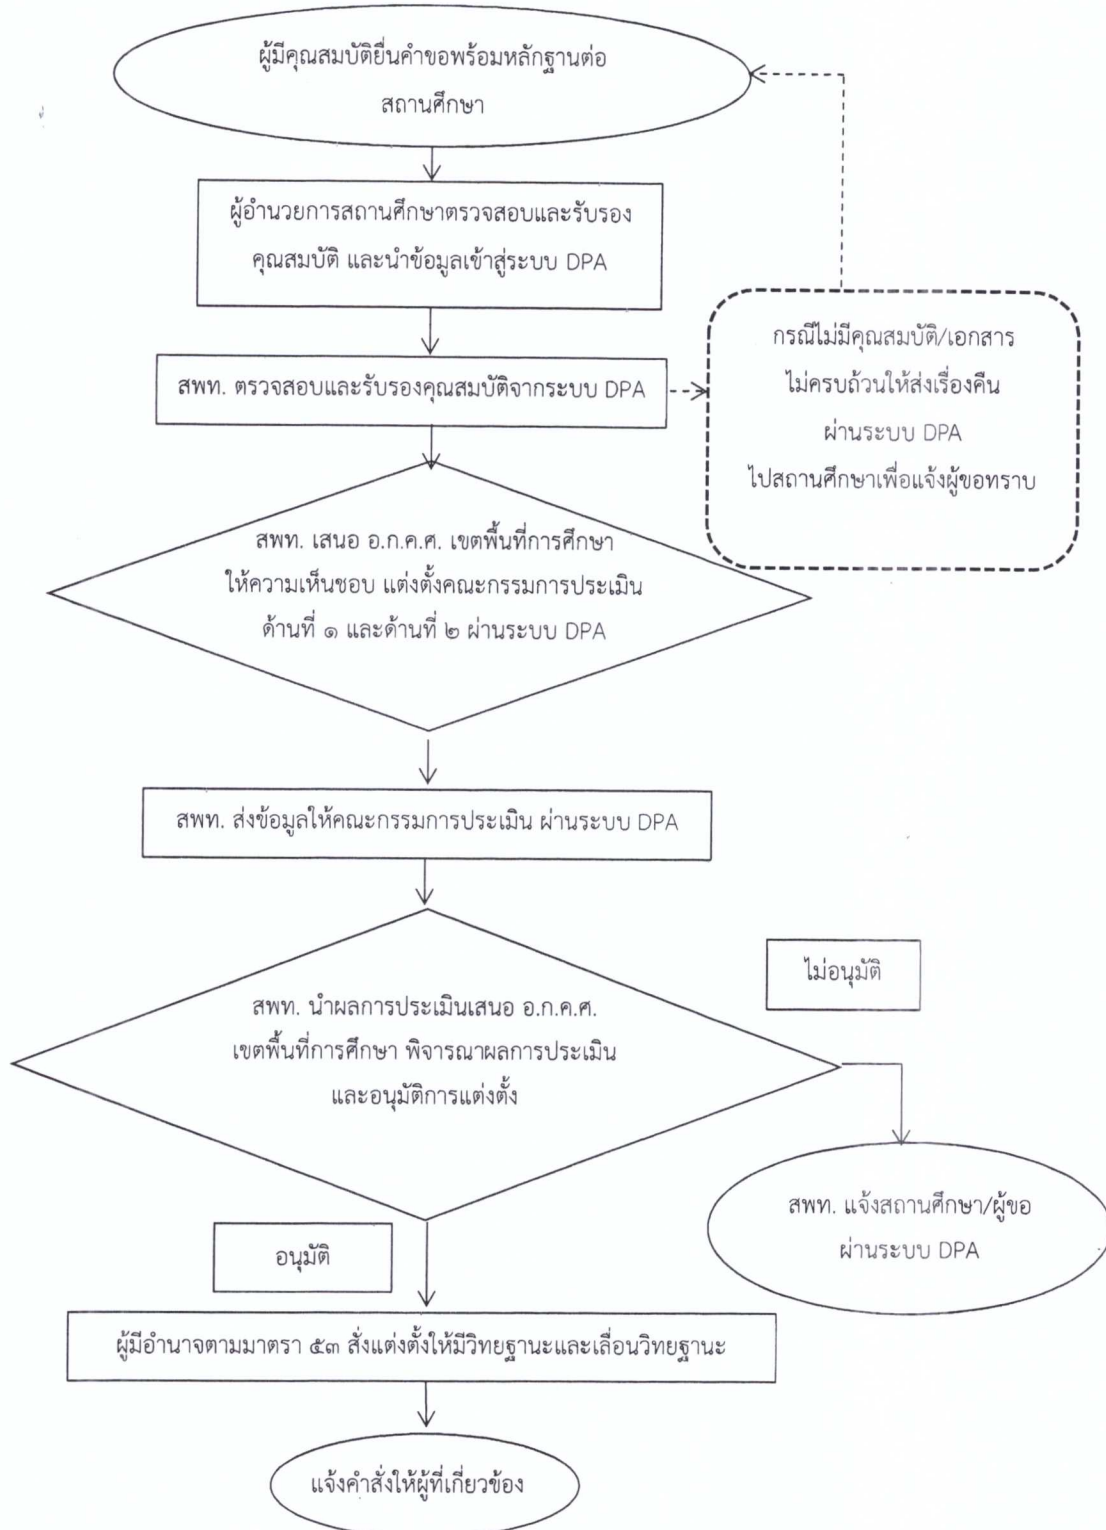 ผู้มีคุณสมบัติยื่นคำขอพร้อมหลักฐานต่อ
สถานศึกษา
ผู้อำนวยการสถานศึกษาตรวจสอบและรับรอง
คุณสมบัติ และนำข้อมูลเข้าสู่ระบบ DPA
กรณีไม่มีคุณสมบัติ/เอกสาร
ไม่ครบถ้วนให้ส่งเรื่องคืน
ผ่านระบบ DPA
ไปสถานศึกษาเพื่อแจ้งผู้ขอทราบ
สพท. ตรวจสอบและรับรองคุณสมบัติจากระบบ DPA
สพท. เสนอ อ.ก.ค.ศ. เขตพื้นที่การศึกษา
ให้ความเห็นชอบ แต่งตั้งคณะกรรมการประเมิน
ด้านที่ ๑ และด้านที่ ๒ ผ่านระบบ DPA
สพท. ส่งข้อมูลให้คณะกรรมการประเมิน ผ่านระบบ DPA
ไม่อนุมัติ
สพท. นำผลการประเมินเสนอ อ.ก.ค.ศ.
เขตพื้นที่การศึกษา พิจารณาผลการประเมิน
และอนุมัติการแต่งตั้ง
สพท. แจ้งสถานศึกษา/ผู้ขอ
ผ่านระบบ DPA
อนุมัติ
ผู้มีอำนาจตามมาตรา ๕๓ สั่งแต่งตั้งให้มีวิทยฐานะและเลื่อนวิทยฐานะ
แจ้งคำสั่งให้ผู้ที่เกี่ยวข้อง